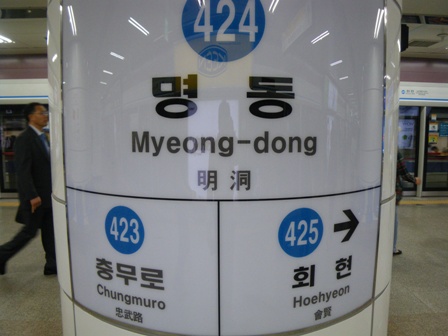 424
명동
Myeong-dong
明洞
423
충무로
Chungmuro
忠武路
425 →
회현
Hoehyeon
會賢